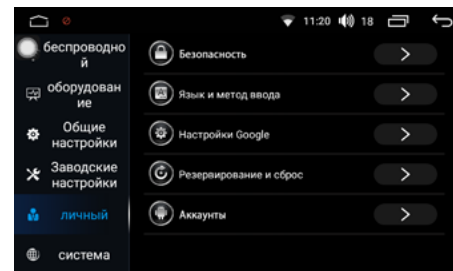 11:20 18
беспроводно
й
оборудован
ие
Общие
настройки
Заводские
настройки
личный
система
Безопасность
Язык и метод ввода
Настройки Google
Резервирование и сброс
Аккаунты